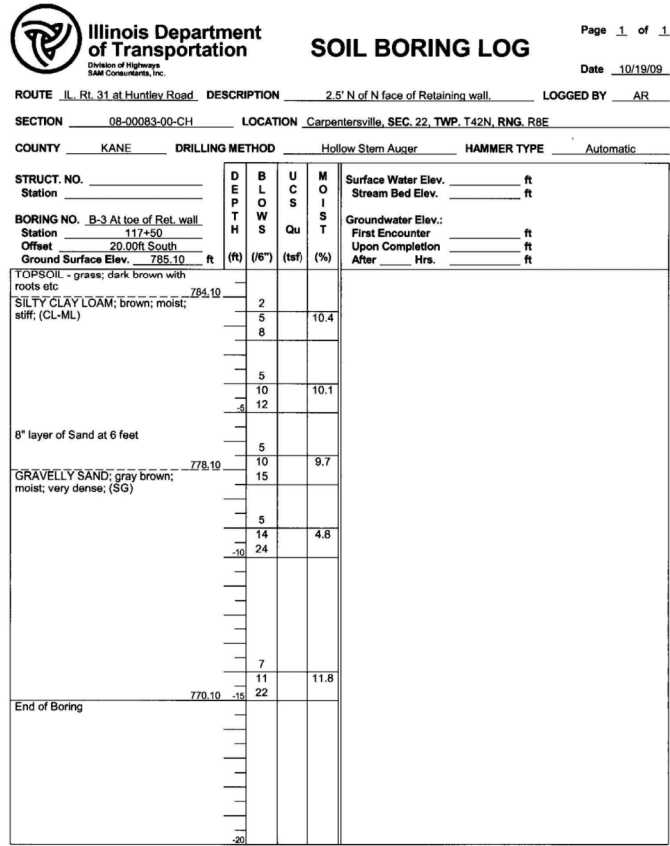 Illinois Department
of Transportation
Division of Highways
SAM Consultants, Inc.
SOIL BORING LOG
Page 1 of 1
Date 10/19/09
ROUTE IL. Rt. 31 at Huntley Road DESCRIPTION 2.5' N of N face of Retaining wall. LOGGED BY AR
SECTION 08-00083-00-CH LOCATION Carpentersville, SEC. 22, TWP. T42N, RNG. R8E
COUNTY KANE DRILLING METHOD Hollow Stem Auger HAMMER TYPE Automatic
STRUCT. NO.
Station
BORING NO. B-3 At toe of Ret. wall
Station 117+50
Offset 20.00ft South
Ground Surface Elev. 785.10 ft
DEPTH (ft)
BLOWS (/6")
UCS Qu (tsf)
MOIST (%)
Surface Water Elev. ft
Stream Bed Elev. ft
Groundwater Elev.:
First Encounter ft
Upon Completion ft
After Hrs. ft
TOPSOIL - grass; dark brown with
roots etc
784.10
SILTY CLAY LOAM; brown; moist; 2
stiff; (CL-ML) 5 10.4
8
5
10 10.1
-5 12
8" layer of Sand at 6 feet
5
778.10 10 9.7
GRAVELLY SAND; gray brown; 15
moist; very dense; (SG)
5
14 4.8
-10 24
7
11 11.8
770.10 -15 22
End of Boring
-20